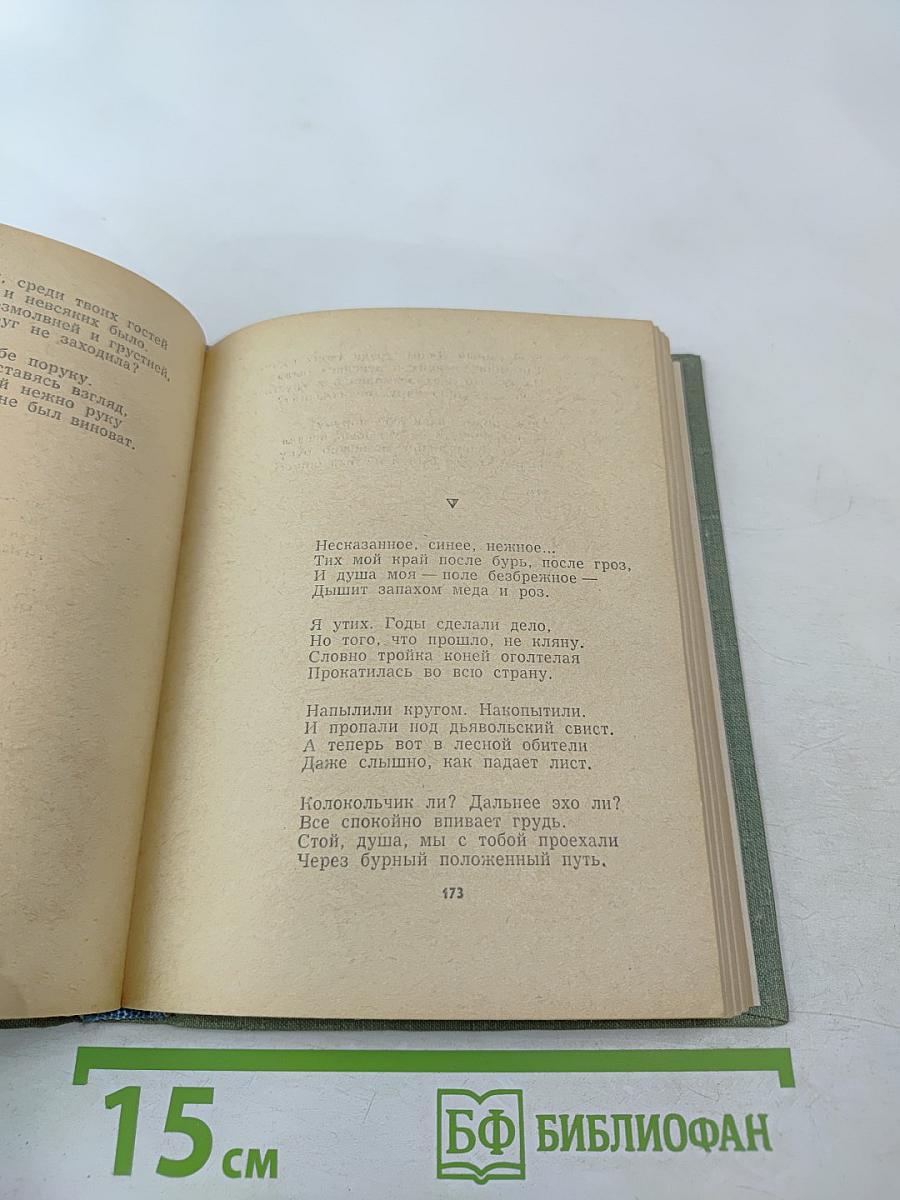 , среди твоих гостей
и невсяких было.
змолвней и грустней,
уг не заходила?
бе поруку.
ставясь взгляд,
й нежно руку
не был виноват.
Несказанное, синее, нежное...
Тих мой край после бурь, после гроз,
И душа моя — поле безбрежное —
Дышит запахом меда и роз.
Я утих. Годы сделали дело,
Но того, что прошло, не кляну.
Словно тройка коней оголтелая
Прокатилась во всю страну.
Напылили кругом. Накопытили.
И пропали под дьявольский свист.
А теперь вот в лесной обители
Даже слышно, как падает лист.
Колокольчик ли? Дальнее эхо ли?
Все спокойно впивает грудь.
Стой, душа, мы с тобой проехали
Через бурный положенный путь.
173
15 см
БФ БИБЛИОФАН